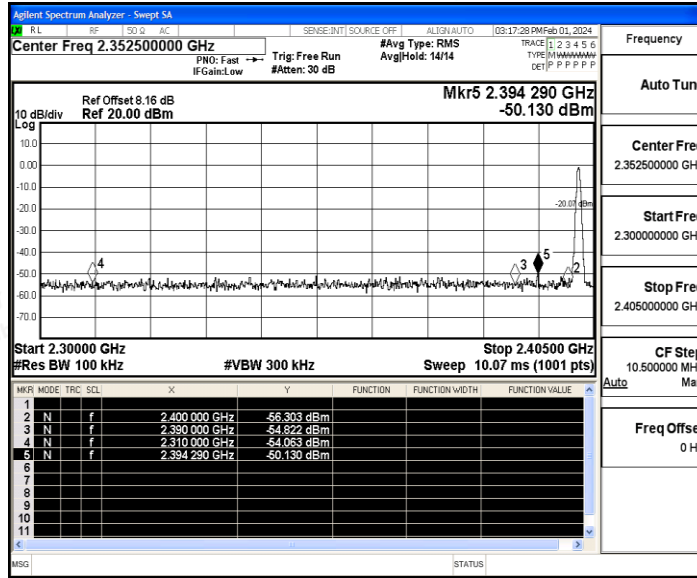 Agilent Spectrum Analyzer - Swept SA
RL RF 50 Ω AC SENSE:INT SOURCE OFF ALIGN AUTO 03:17:28 PM Feb 01, 2024
Center Freq 2.352500000 GHz
PNO: Fast
IFGain:Low
Trig: Free Run
#Atten: 30 dB
#Avg Type: RMS
Avg|Hold: 14/14
TRACE 1 2 3 4 5 6
TYPE M
DET P P P P P P
Ref Offset 8.16 dB
10 dB/div Ref 20.00 dBm
Log
Mkr5 2.394 290 GHz
-50.130 dBm
10.0
0.00
-10.0
-20.0
-20.07 dBm
-30.0
-40.0
-50.0
-60.0
-70.0
4
3
5
2
Start 2.30000 GHz Stop 2.40500 GHz
#Res BW 100 kHz #VBW 300 kHz Sweep 10.07 ms (1001 pts)
MKR MODE TRC SCL X Y FUNCTION FUNCTION WIDTH FUNCTION VALUE
1
2 N f 2.400 000 GHz -56.303 dBm
3 N f 2.390 000 GHz -54.822 dBm
4 N f 2.310 000 GHz -54.063 dBm
5 N f 2.394 290 GHz -50.130 dBm
6
7
8
9
10
11
MSG STATUS
Frequency
Auto Tun
Center Fre
2.352500000 GH
Start Fre
2.300000000 GH
Stop Fre
2.405000000 GH
CF Step
10.500000 MH
Auto Ma
Freq Offse
0 H